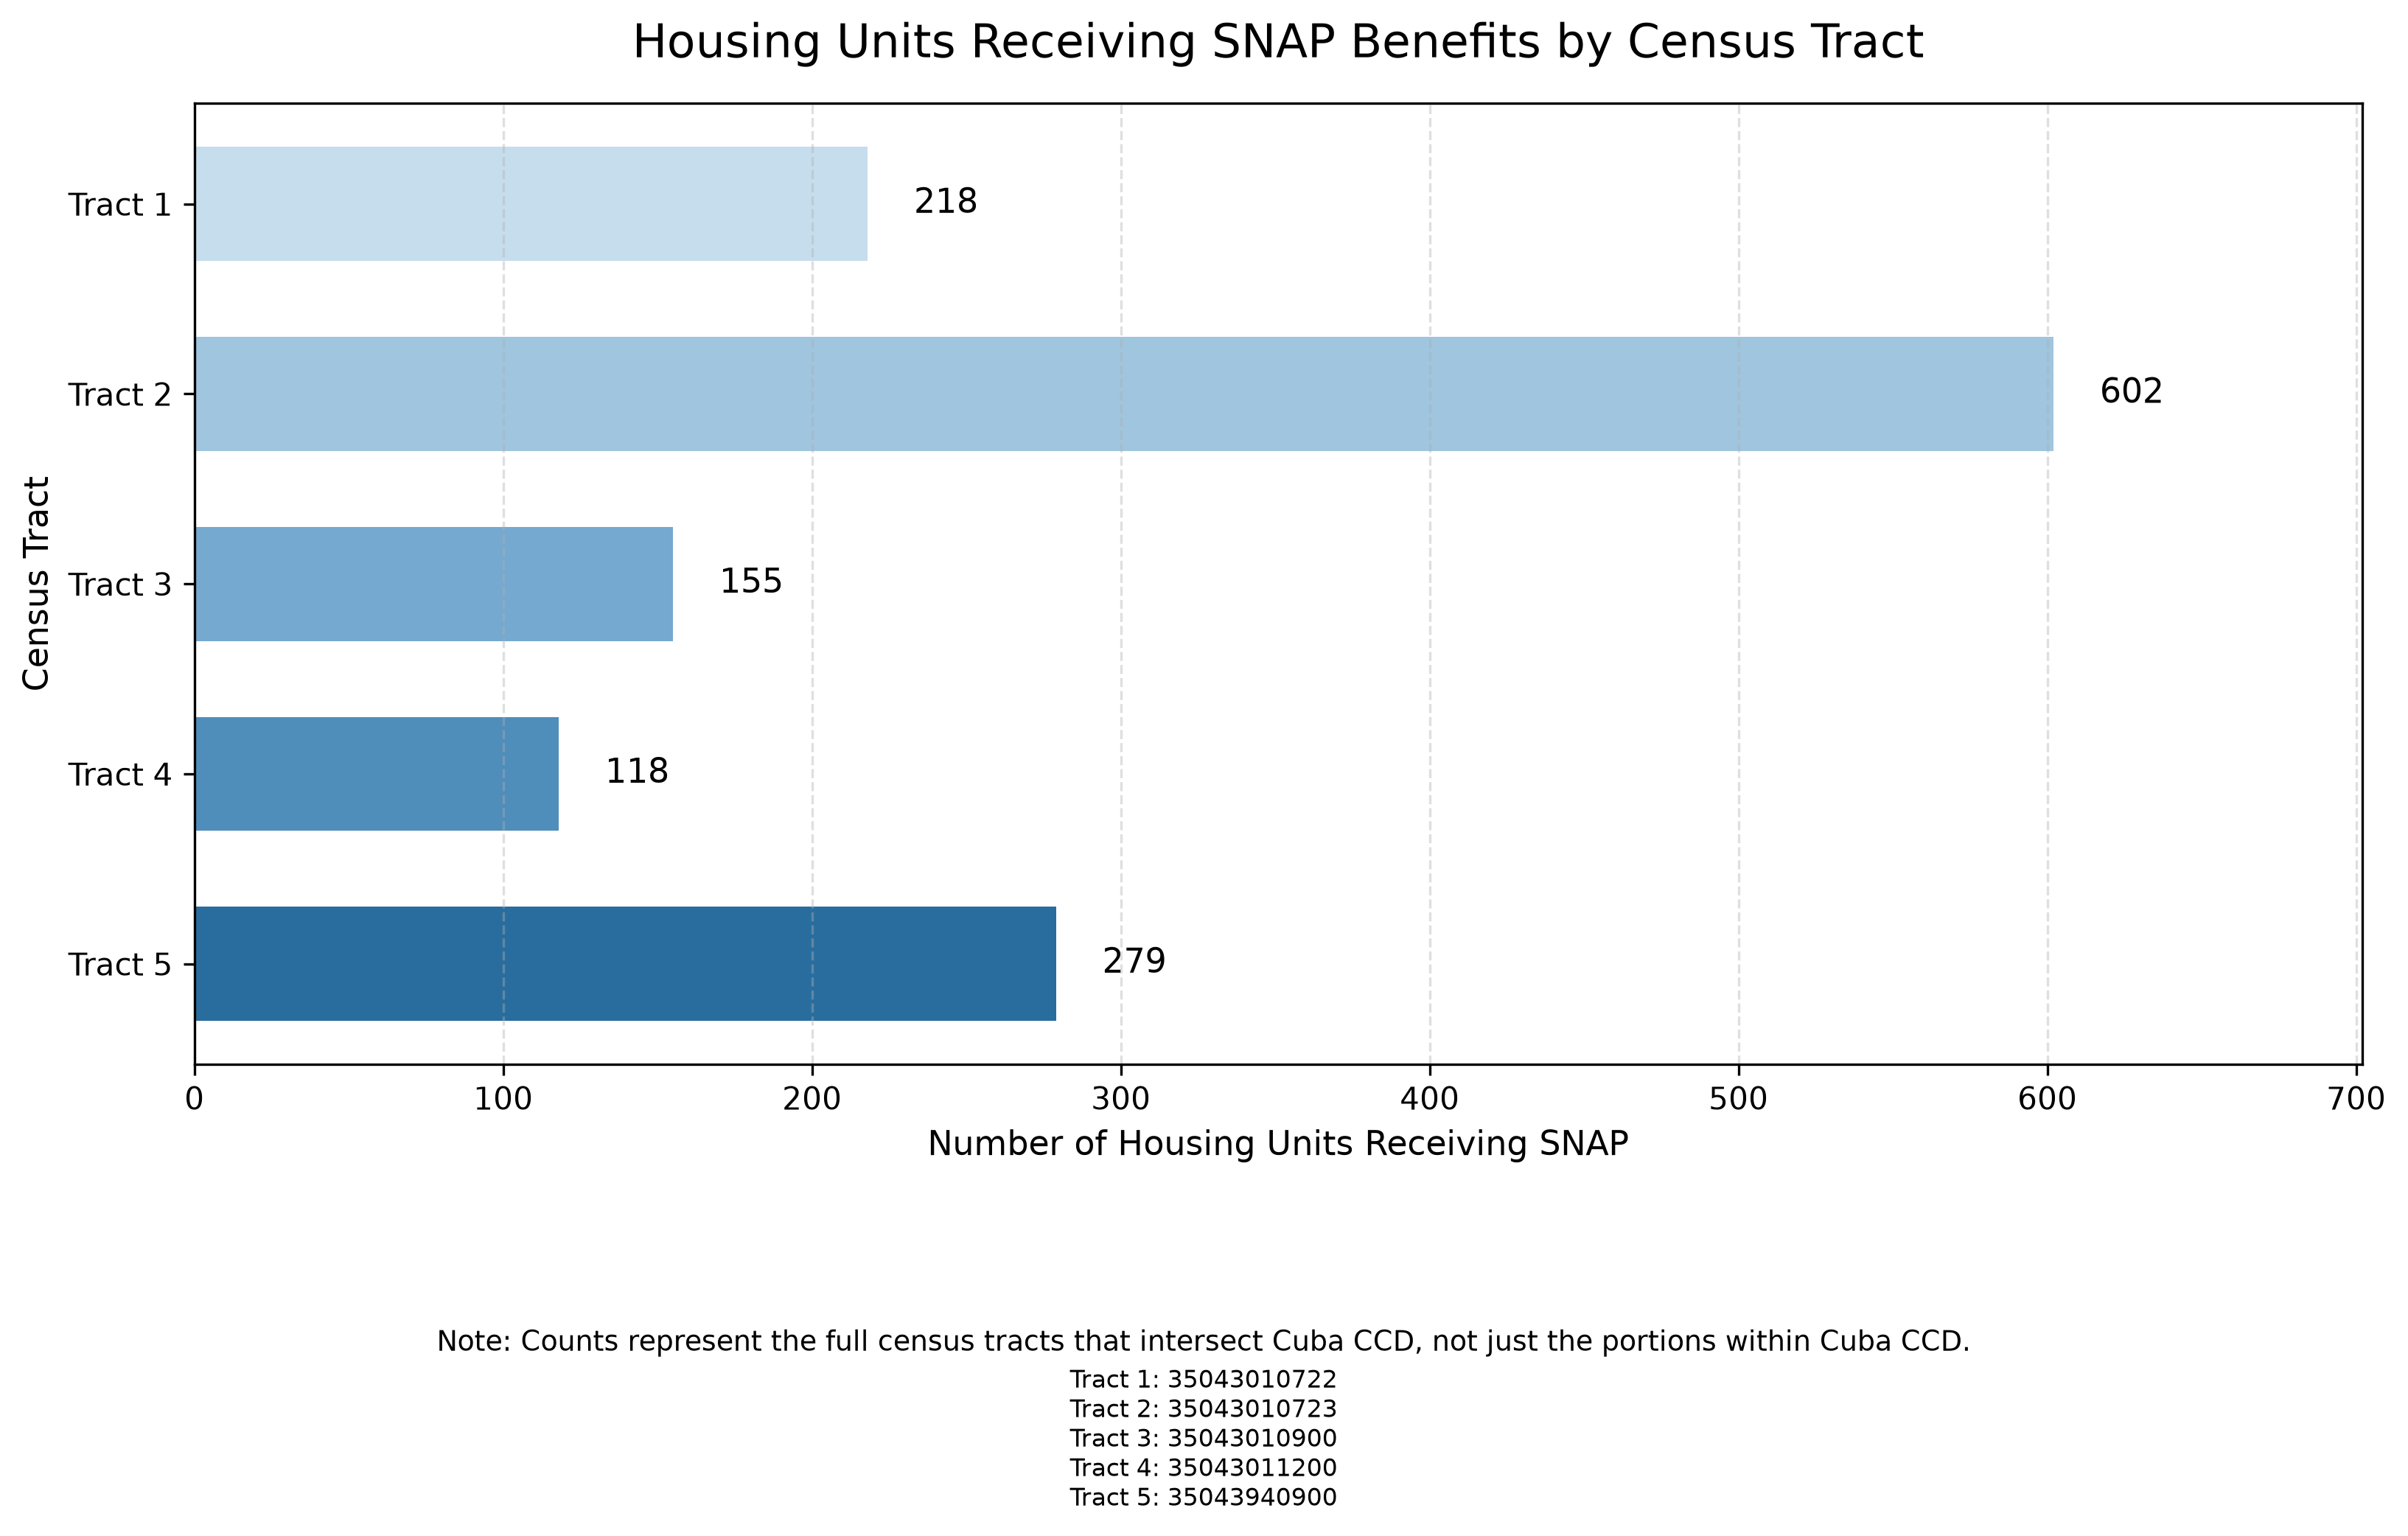 Housing Units Receiving SNAP Benefits by Census Tract
Census Tract
Tract 1
218
Tract 2
602
Tract 3
155
Tract 4
118
Tract 5
279
0 100 200 300 400 500 600 700
Number of Housing Units Receiving SNAP
Note: Counts represent the full census tracts that intersect Cuba CCD, not just the portions within Cuba CCD.
Tract 1: 35043010722
Tract 2: 35043010723
Tract 3: 35043010900
Tract 4: 35043011200
Tract 5: 35043940900